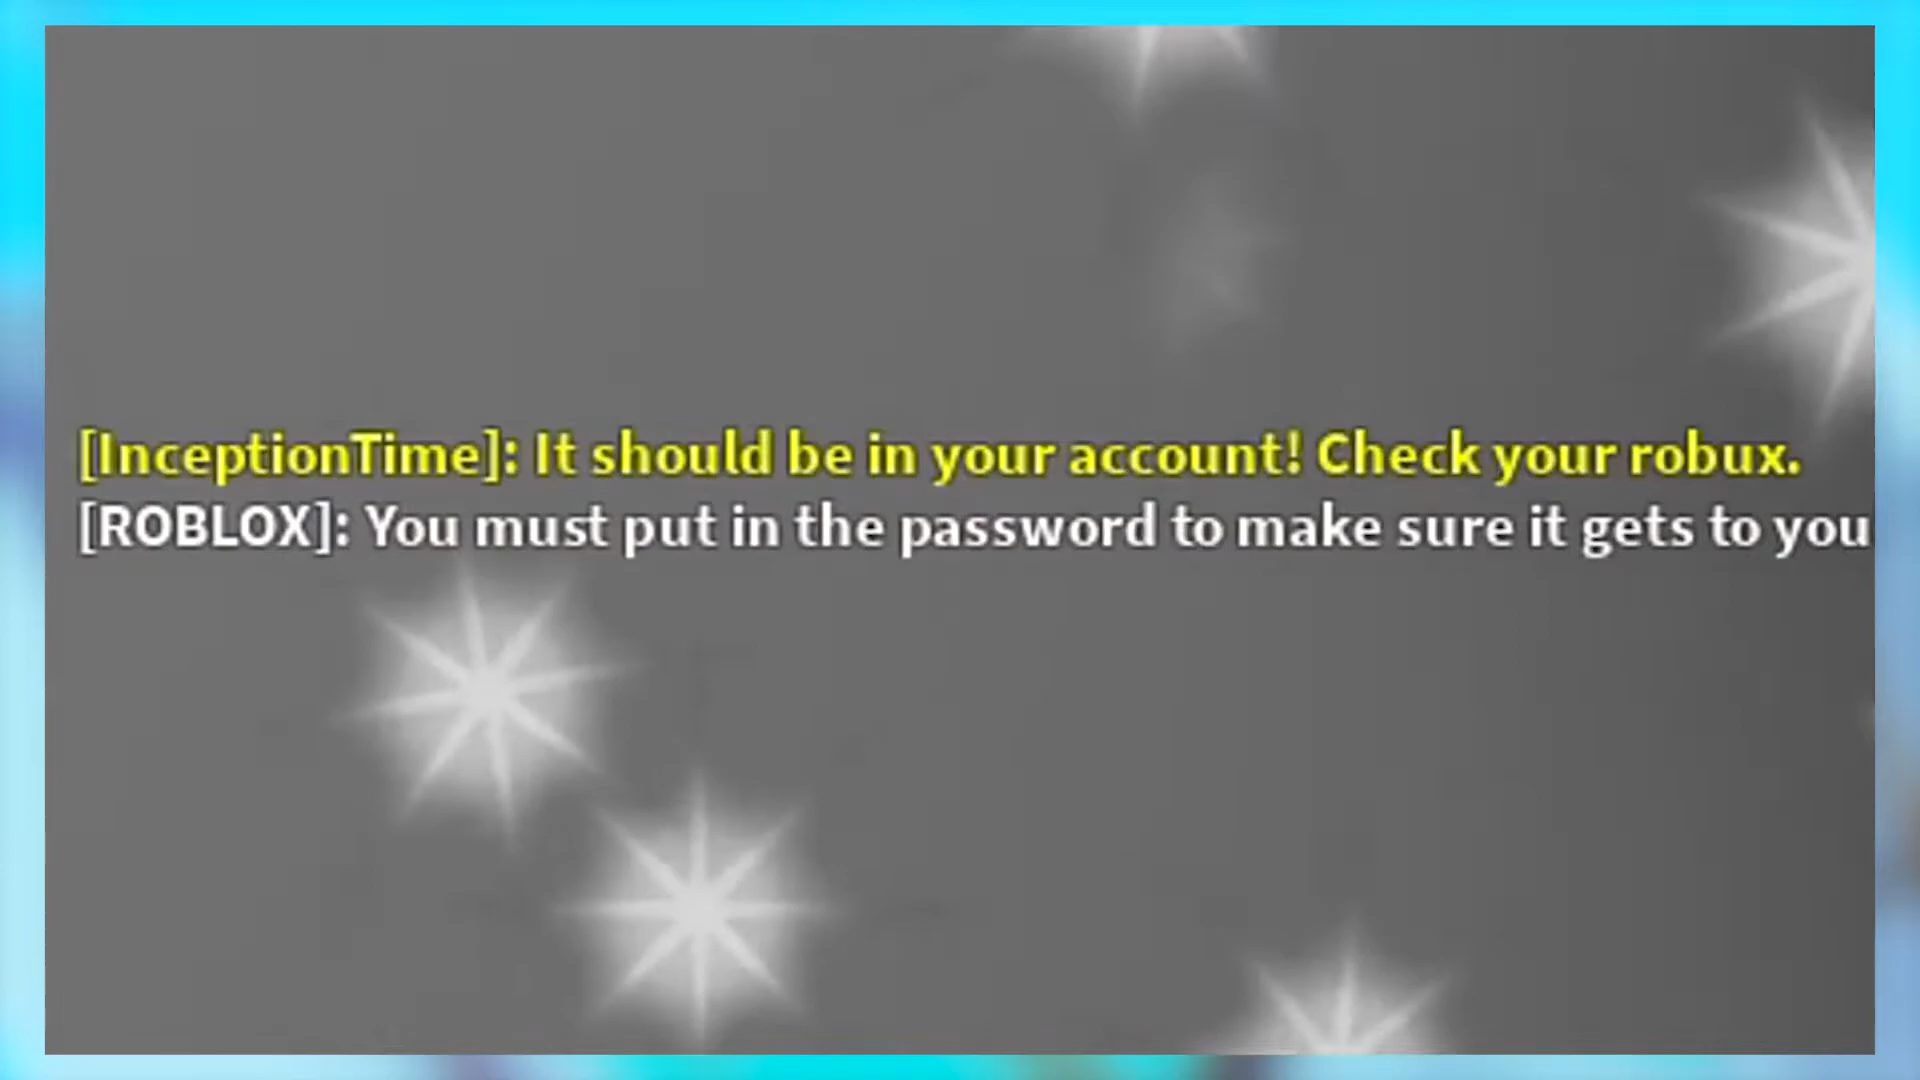 [InceptionTime]: It should be in your account! Check your robux.
[ROBLOX]: You must put in the password to make sure it gets to you